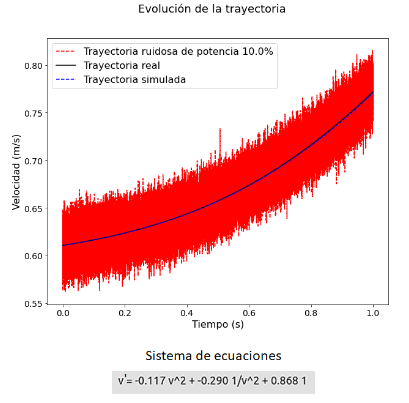 Evolución de la trayectoria
Trayectoria ruidosa de potencia 10.0%
Trayectoria real
Trayectoria simulada
Velocidad (m/s)
0.80
0.75
0.70
0.65
0.60
0.55
0.0 0.2 0.4 0.6 0.8 1.0
Tiempo (s)
Sistema de ecuaciones
v'= -0.117 v^2 + -0.290 1/v^2 + 0.868 1